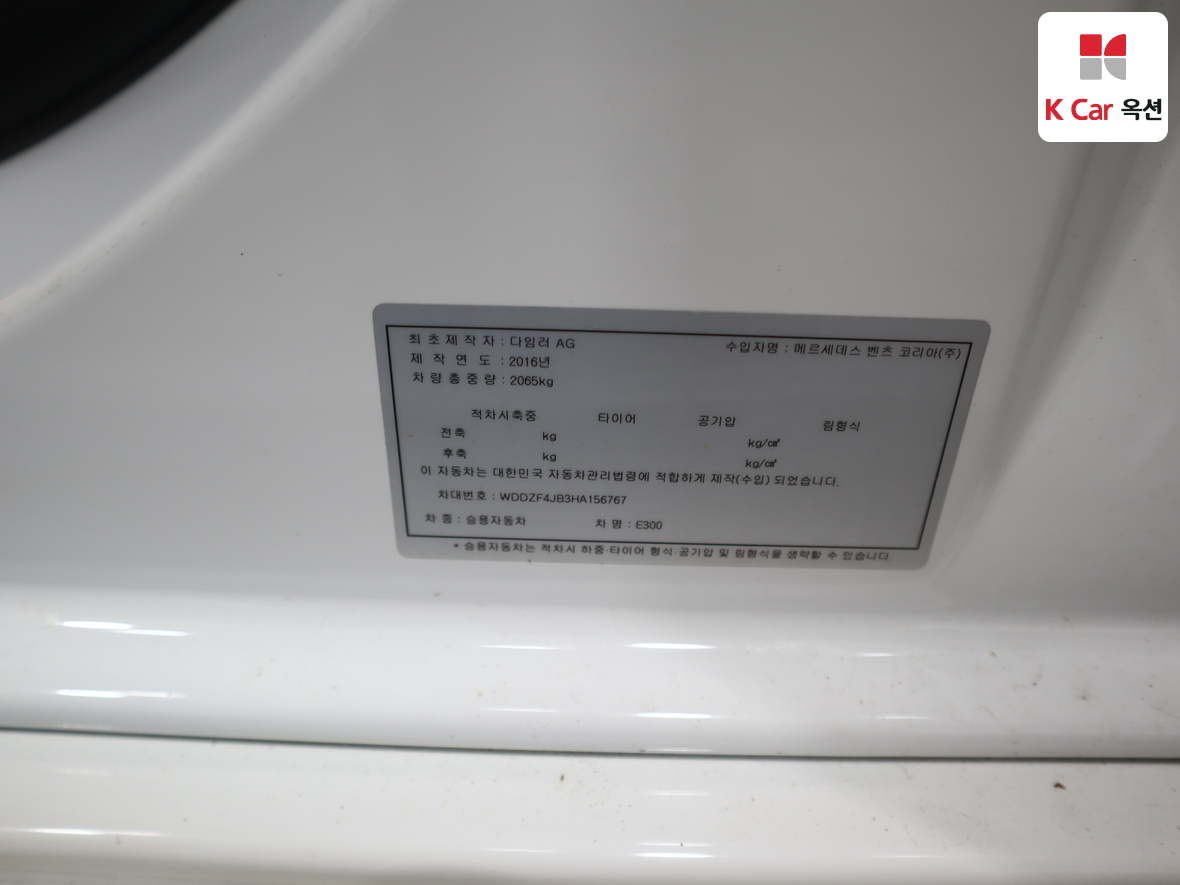 K Car 옥션
최 초 제 작 자 : 다임러 AG
수입자명 : 메르세데스 벤츠 코리아(주)
제 작 연 도 : 2016년
차 량 총 중 량 : 2065kg
적차시축중 타이어 공기압 림형식
전축 kg kg/㎠
후축 kg kg/㎠
이 자동차는 대한민국 자동차관리법령에 적합하게 제작(수입) 되었습니다.
차대번호 : WDDZF4JB3HA156767
차 종 : 승용자동차 차 명 : E300
* 승용자동차는 적차시 하중·타이어 형식·공기압 및 림형식을 생략할 수 있습니다.